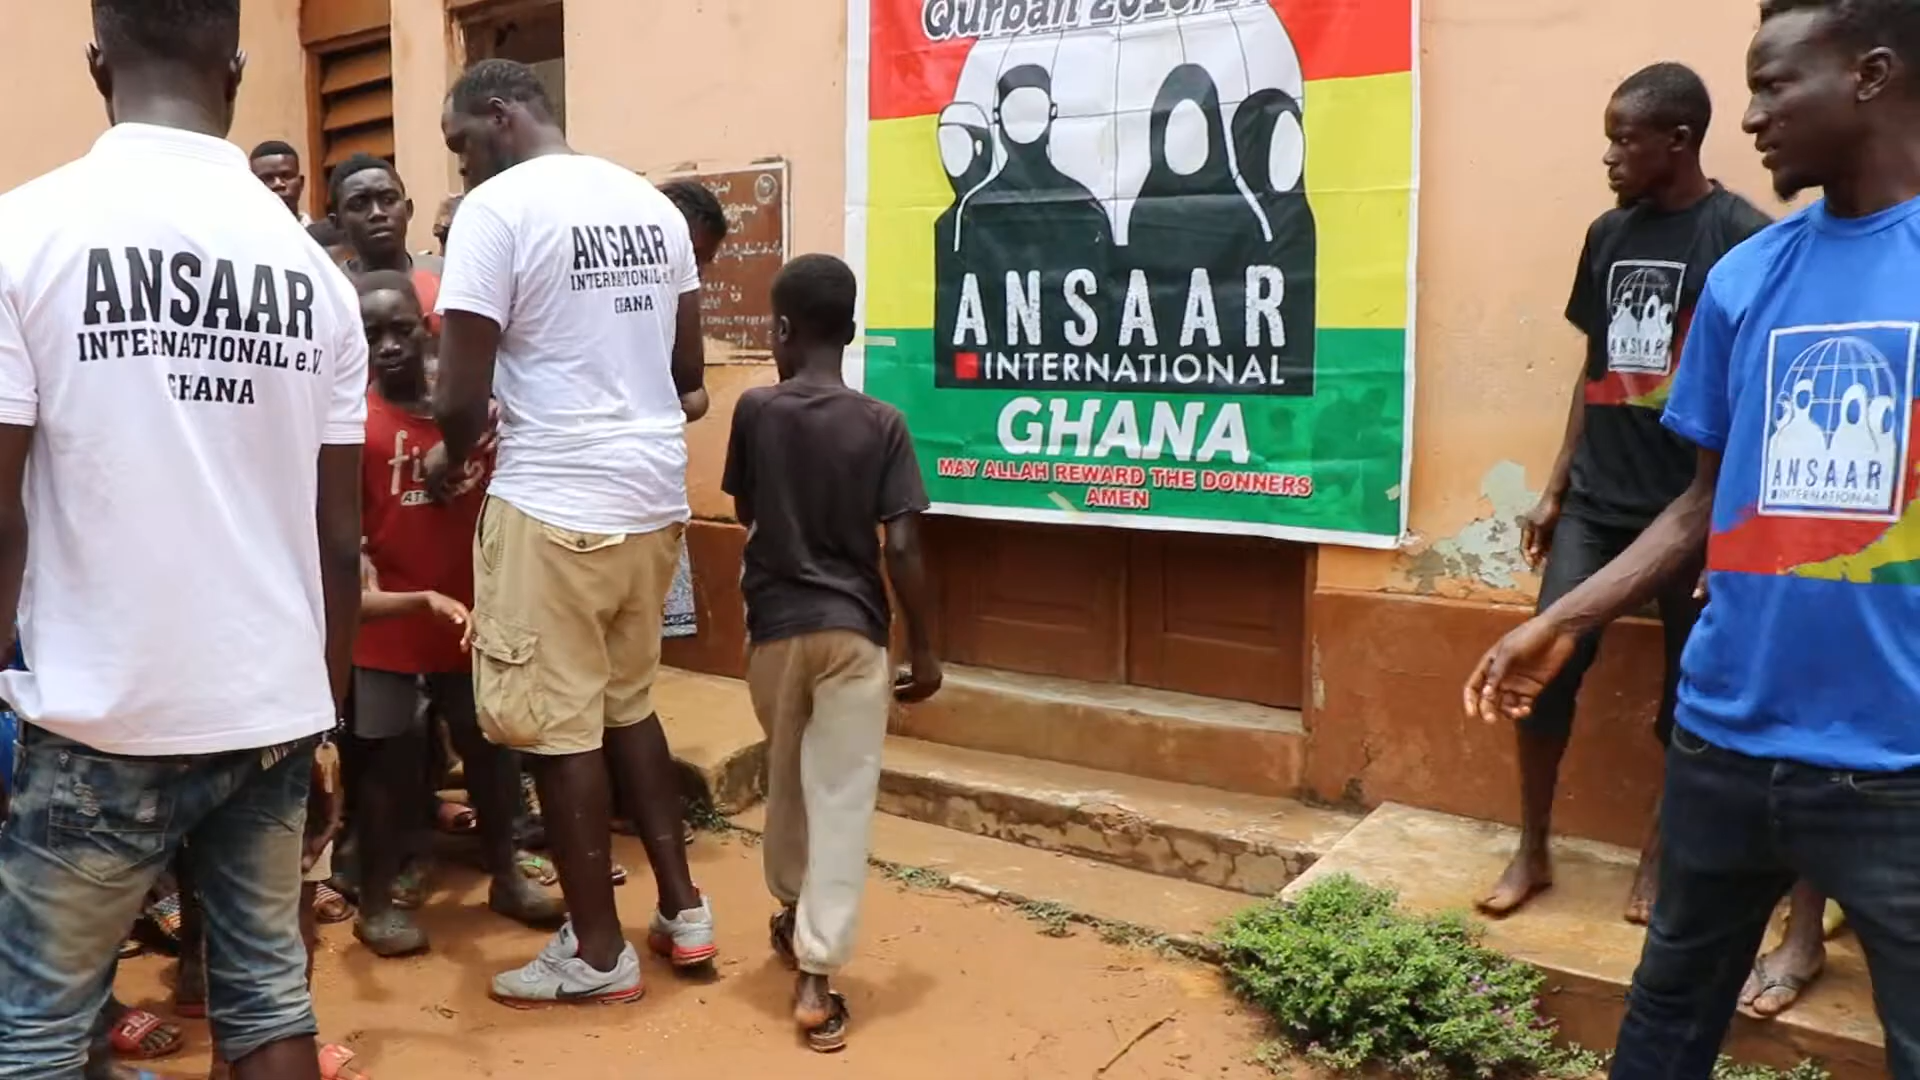 Qurban
ANSAAR
INTERNATIONAL
GHANA
MAY ALLAH REWARD THE DONNERS
AMEN
ANSAAR
INTERNATIONAL e.V.
GHANA
ANSAAR
INTERNATIONAL e.V
GHANA
ANSAAR
ANSAAR
INTERNATIONAL